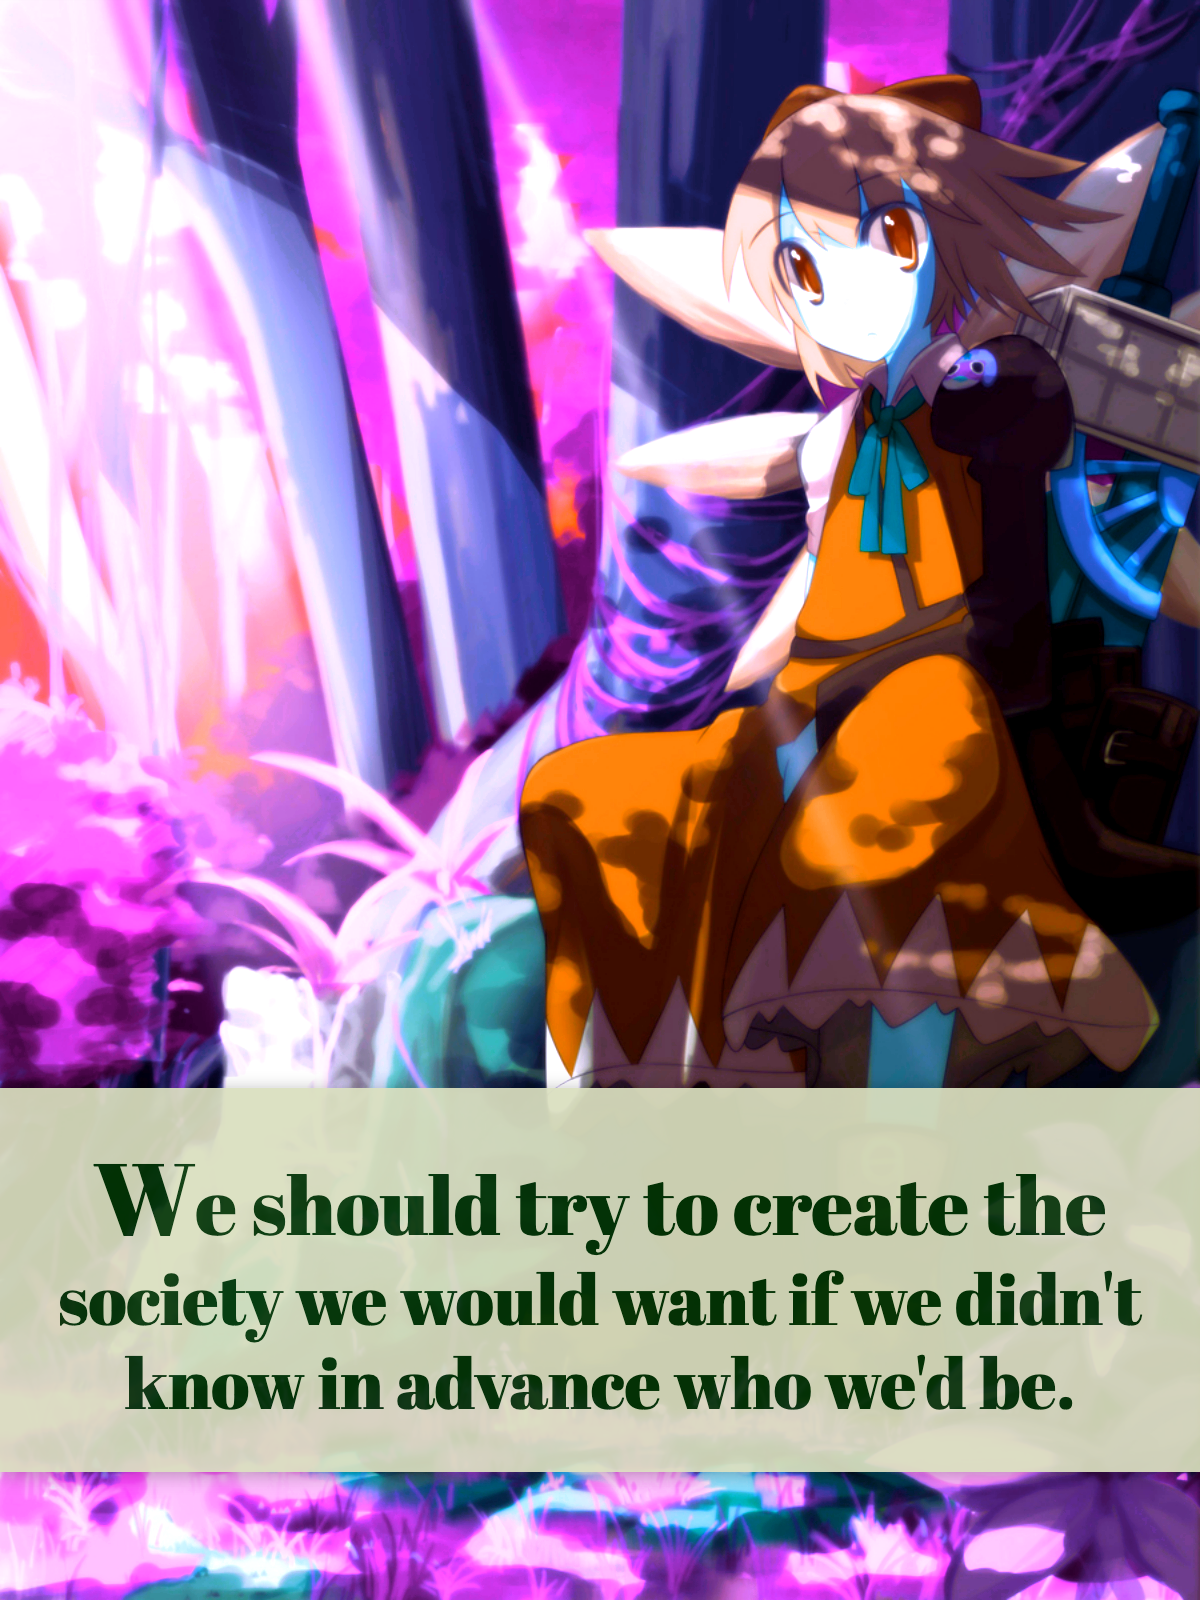 We should try to create the
society we would want if we didn't
know in advance who we'd be.